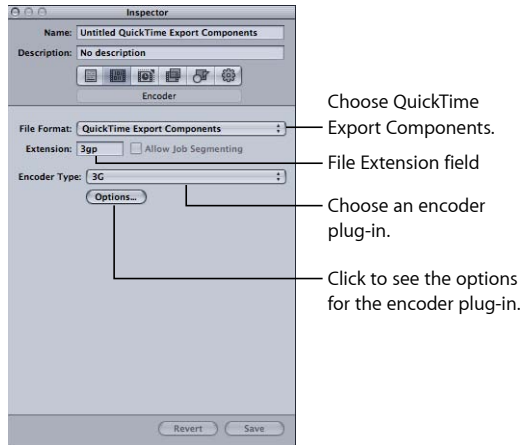 Inspector
Name: Untitled QuickTime Export Components
Description: No description
Encoder
File Format: QuickTime Export Components
Extension: 3gp Allow Job Segmenting
Encoder Type: 3G
Options...
Revert Save
Choose QuickTime
Export Components.
File Extension field
Choose an encoder
plug-in.
Click to see the options
for the encoder plug-in.